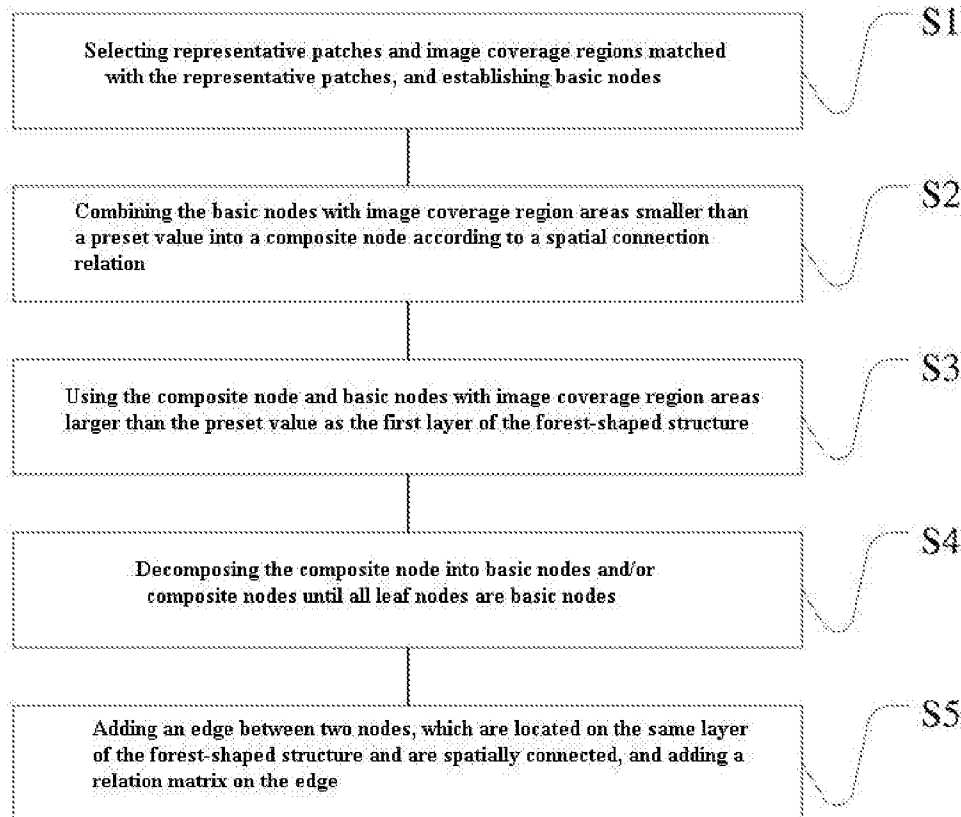 S1
Selecting representative patches and image coverage regions matched
with the representative patches, and establishing basic nodes
S2
Combining the basic nodes with image coverage region areas smaller than
a preset value into a composite node according to a spatial connection
relation
S3
Using the composite node and basic nodes with image coverage region areas
larger than the preset value as the first layer of the forest-shaped structure
S4
Decomposing the composite node into basic nodes and/or
composite nodes until all leaf nodes are basic nodes
S5
Adding an edge between two nodes, which are located on the same layer
of the forest-shaped structure and are spatially connected, and adding a
relation matrix on the edge